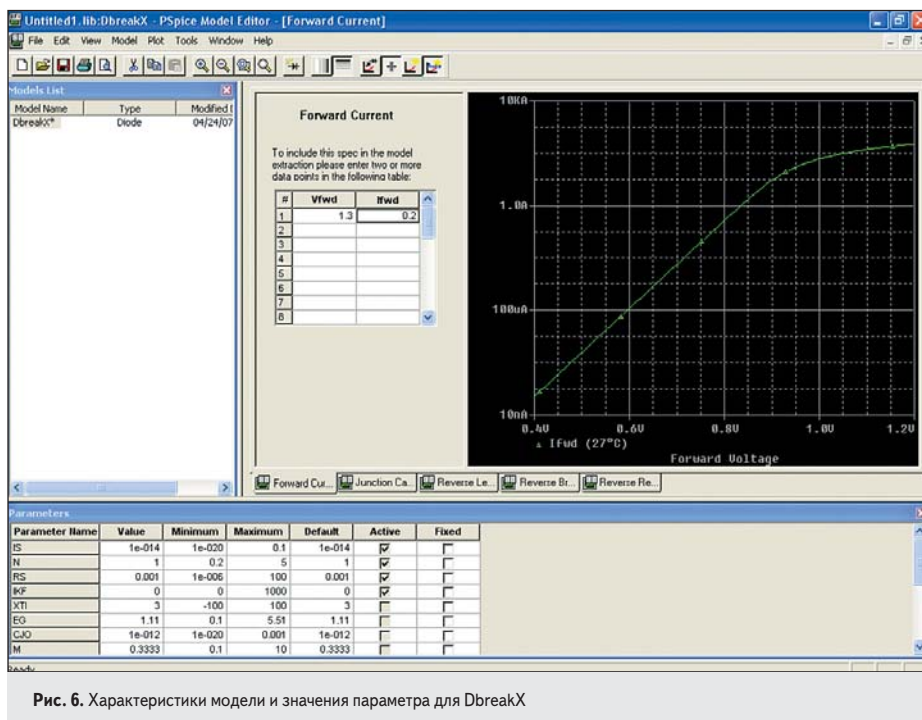 Untitled1.lib:DbreakX - PSpice Model Editor - [Forward Current]
File Edit View Model Plot Tools Window Help
Models List
Model Name Type Modified
DbreakX* Diode 04/24/07
Forward Current
To include this spec in the model
extraction please enter two or more
data points in the following table:
# Vfwd Ifwd
1 1.3 0.2
2
3
4
5
6
7
8
10KA
1.0A
100uA
10nA
0.4V 0.6V 0.8V 1.0V 1.2V
Ifwd (27°C)
Forward Voltage
Forward Cur... Junction Ca... Reverse Le... Reverse Br... Reverse Re...
Parameters
Parameter Name Value Minimum Maximum Default Active Fixed
IS 1e-014 1e-020 0.1 1e-014
N 1 0.2 5 1
RS 0.001 1e-006 100 0.001
IKF 0 0 1000 0
XTI 3 -100 100 3
EG 1.11 0.1 5.51 1.11
CJO 1e-012 1e-020 0.001 1e-012
M 0.3333 0.1 10 0.3333
Рис. 6. Характеристики модели и значения параметра для DbreakX